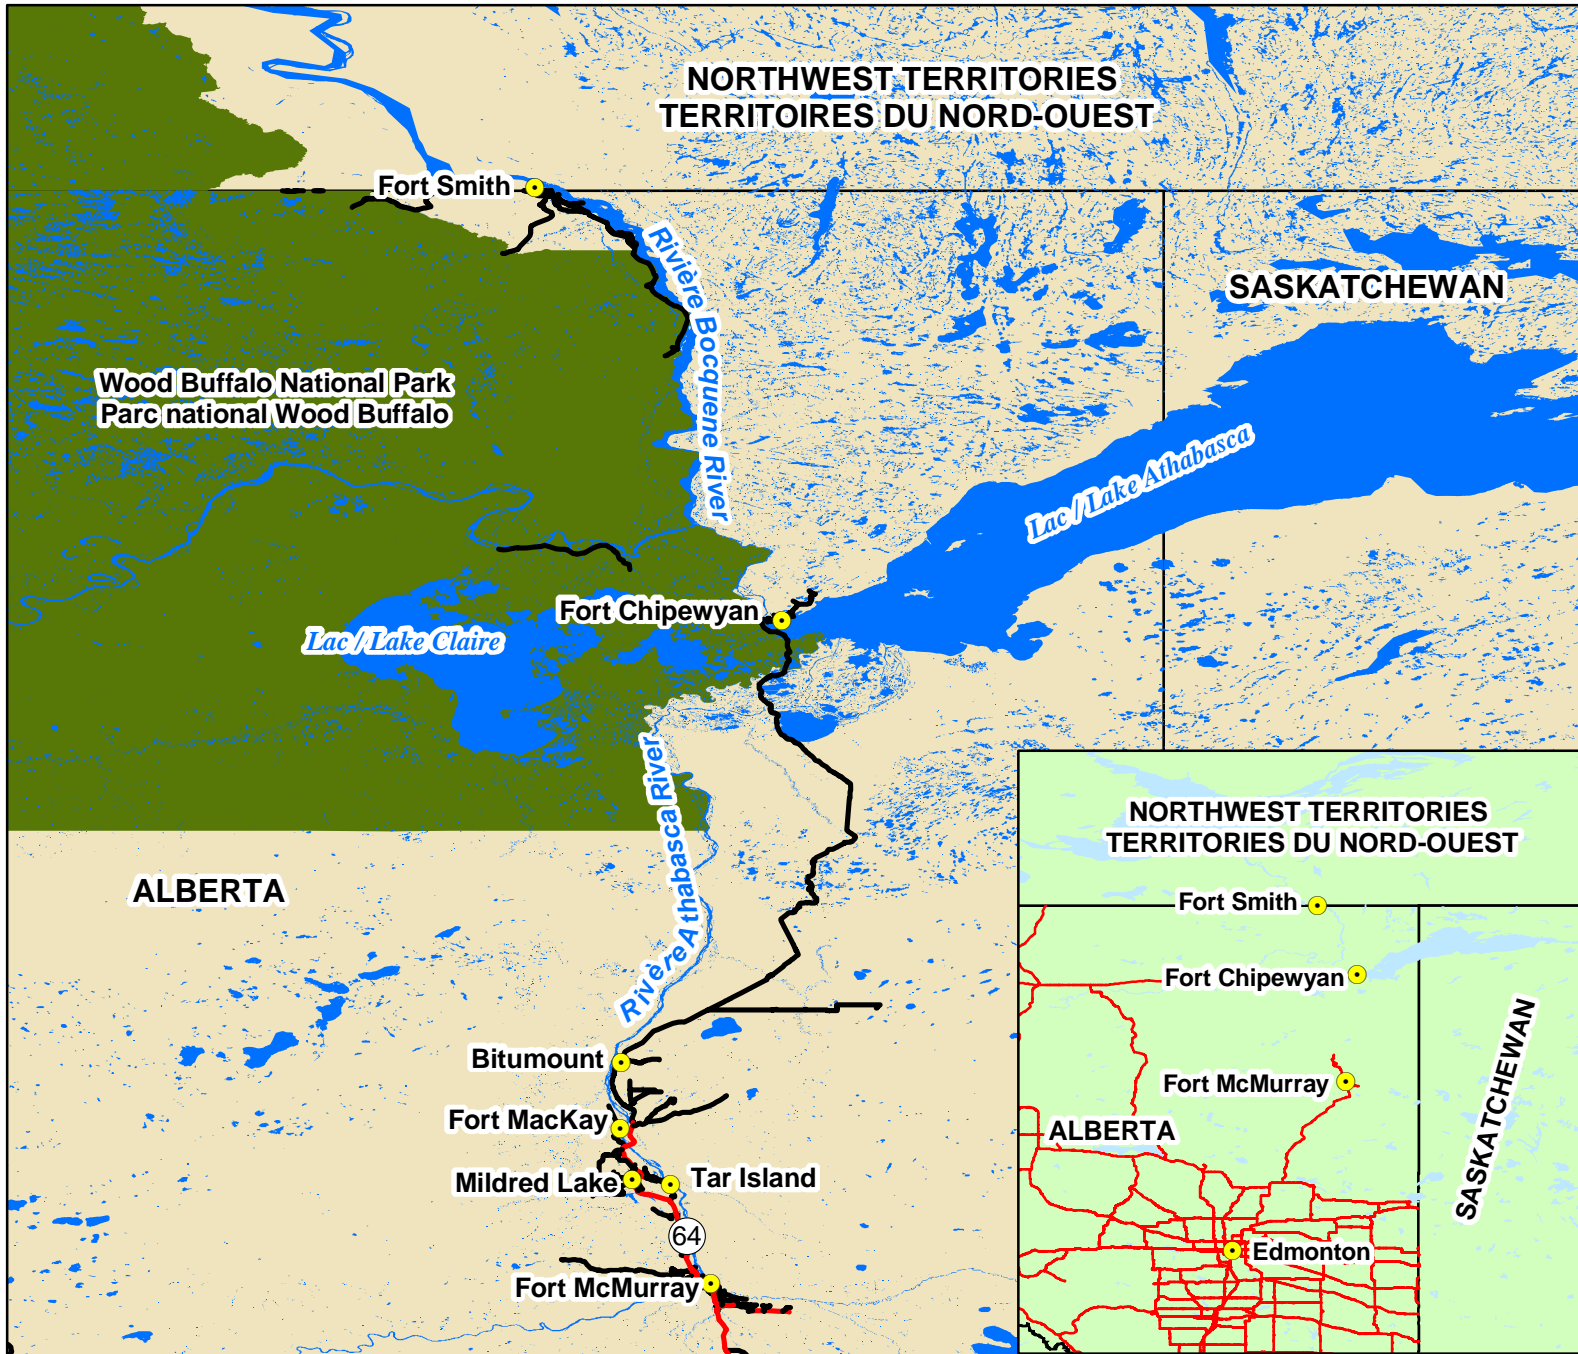 NORTHWEST TERRITORIES
TERRITOIRES DU NORD-OUEST
Fort Smith
Rivière Bocquene River
SASKATCHEWAN
Wood Buffalo National Park
Parc national Wood Buffalo
Lac / Lake Athabasca
Fort Chipewyan
Lac / Lake Claire
Rivière Athabasca River
ALBERTA
Bitumount
Fort MacKay
Mildred Lake
Tar Island
64
Fort McMurray
NORTHWEST TERRITORIES
TERRITORIES DU NORD-OUEST
Fort Smith
Fort Chipewyan
Fort McMurray
ALBERTA
SASKATCHEWAN
Edmonton